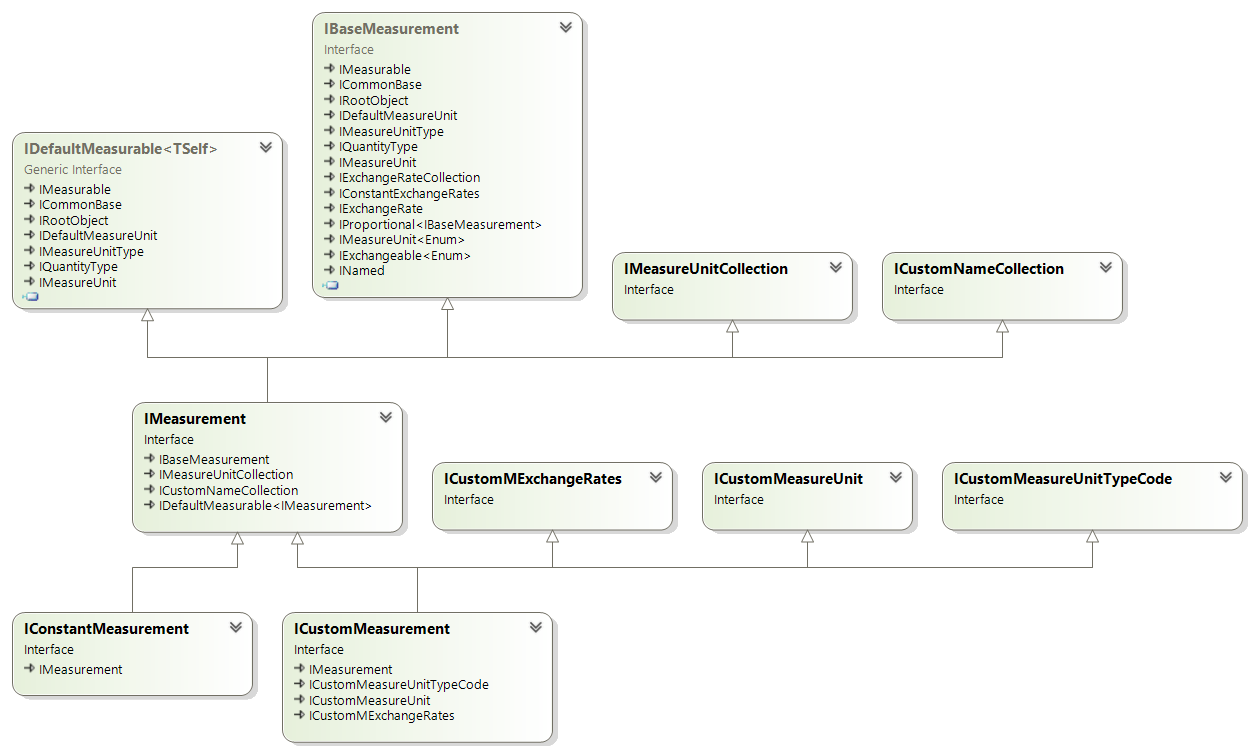 IBaseMeasurement
Interface
IMeasurable
ICommonBase
IRootObject
IDefaultMeasureUnit
IMeasureUnitType
IQuantityType
IMeasureUnit
IExchangeRateCollection
IConstantExchangeRates
IExchangeRate
IProportional<IBaseMeasurement>
IMeasureUnit<Enum>
IExchangeable<Enum>
INamed
IDefaultMeasurable<TSelf>
Generic Interface
IMeasurable
ICommonBase
IRootObject
IDefaultMeasureUnit
IMeasureUnitType
IQuantityType
IMeasureUnit
IMeasureUnitCollection
Interface
ICustomNameCollection
Interface
IMeasurement
Interface
IBaseMeasurement
IMeasureUnitCollection
ICustomNameCollection
IDefaultMeasurable<IMeasurement>
ICustomMExchangeRates
Interface
ICustomMeasureUnit
Interface
ICustomMeasureUnitTypeCode
Interface
IConstantMeasurement
Interface
IMeasurement
ICustomMeasurement
Interface
IMeasurement
ICustomMeasureUnitTypeCode
ICustomMeasureUnit
ICustomMExchangeRates